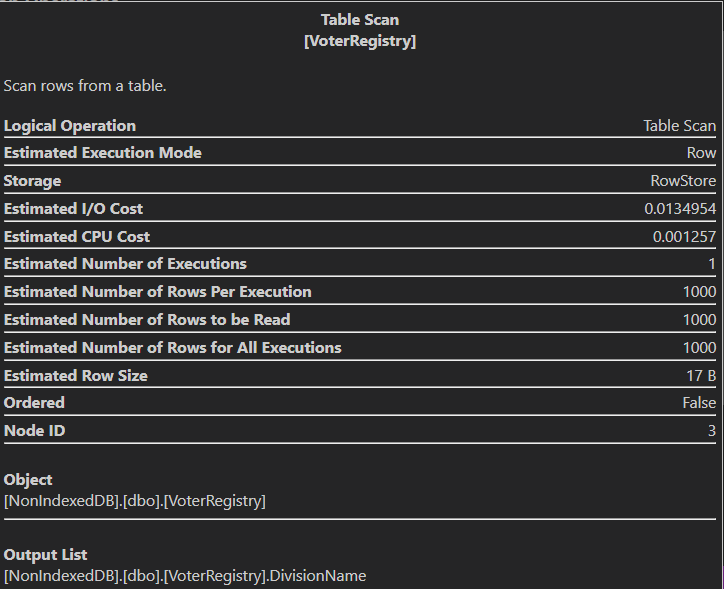 Table Scan
[VoterRegistry]
Scan rows from a table.
Logical Operation Table Scan
Estimated Execution Mode Row
Storage RowStore
Estimated I/O Cost 0.0134954
Estimated CPU Cost 0.001257
Estimated Number of Executions 1
Estimated Number of Rows Per Execution 1000
Estimated Number of Rows to be Read 1000
Estimated Number of Rows for All Executions 1000
Estimated Row Size 17 B
Ordered False
Node ID 3
Object
[NonIndexedDB].[dbo].[VoterRegistry]
Output List
[NonIndexedDB].[dbo].[VoterRegistry].DivisionName